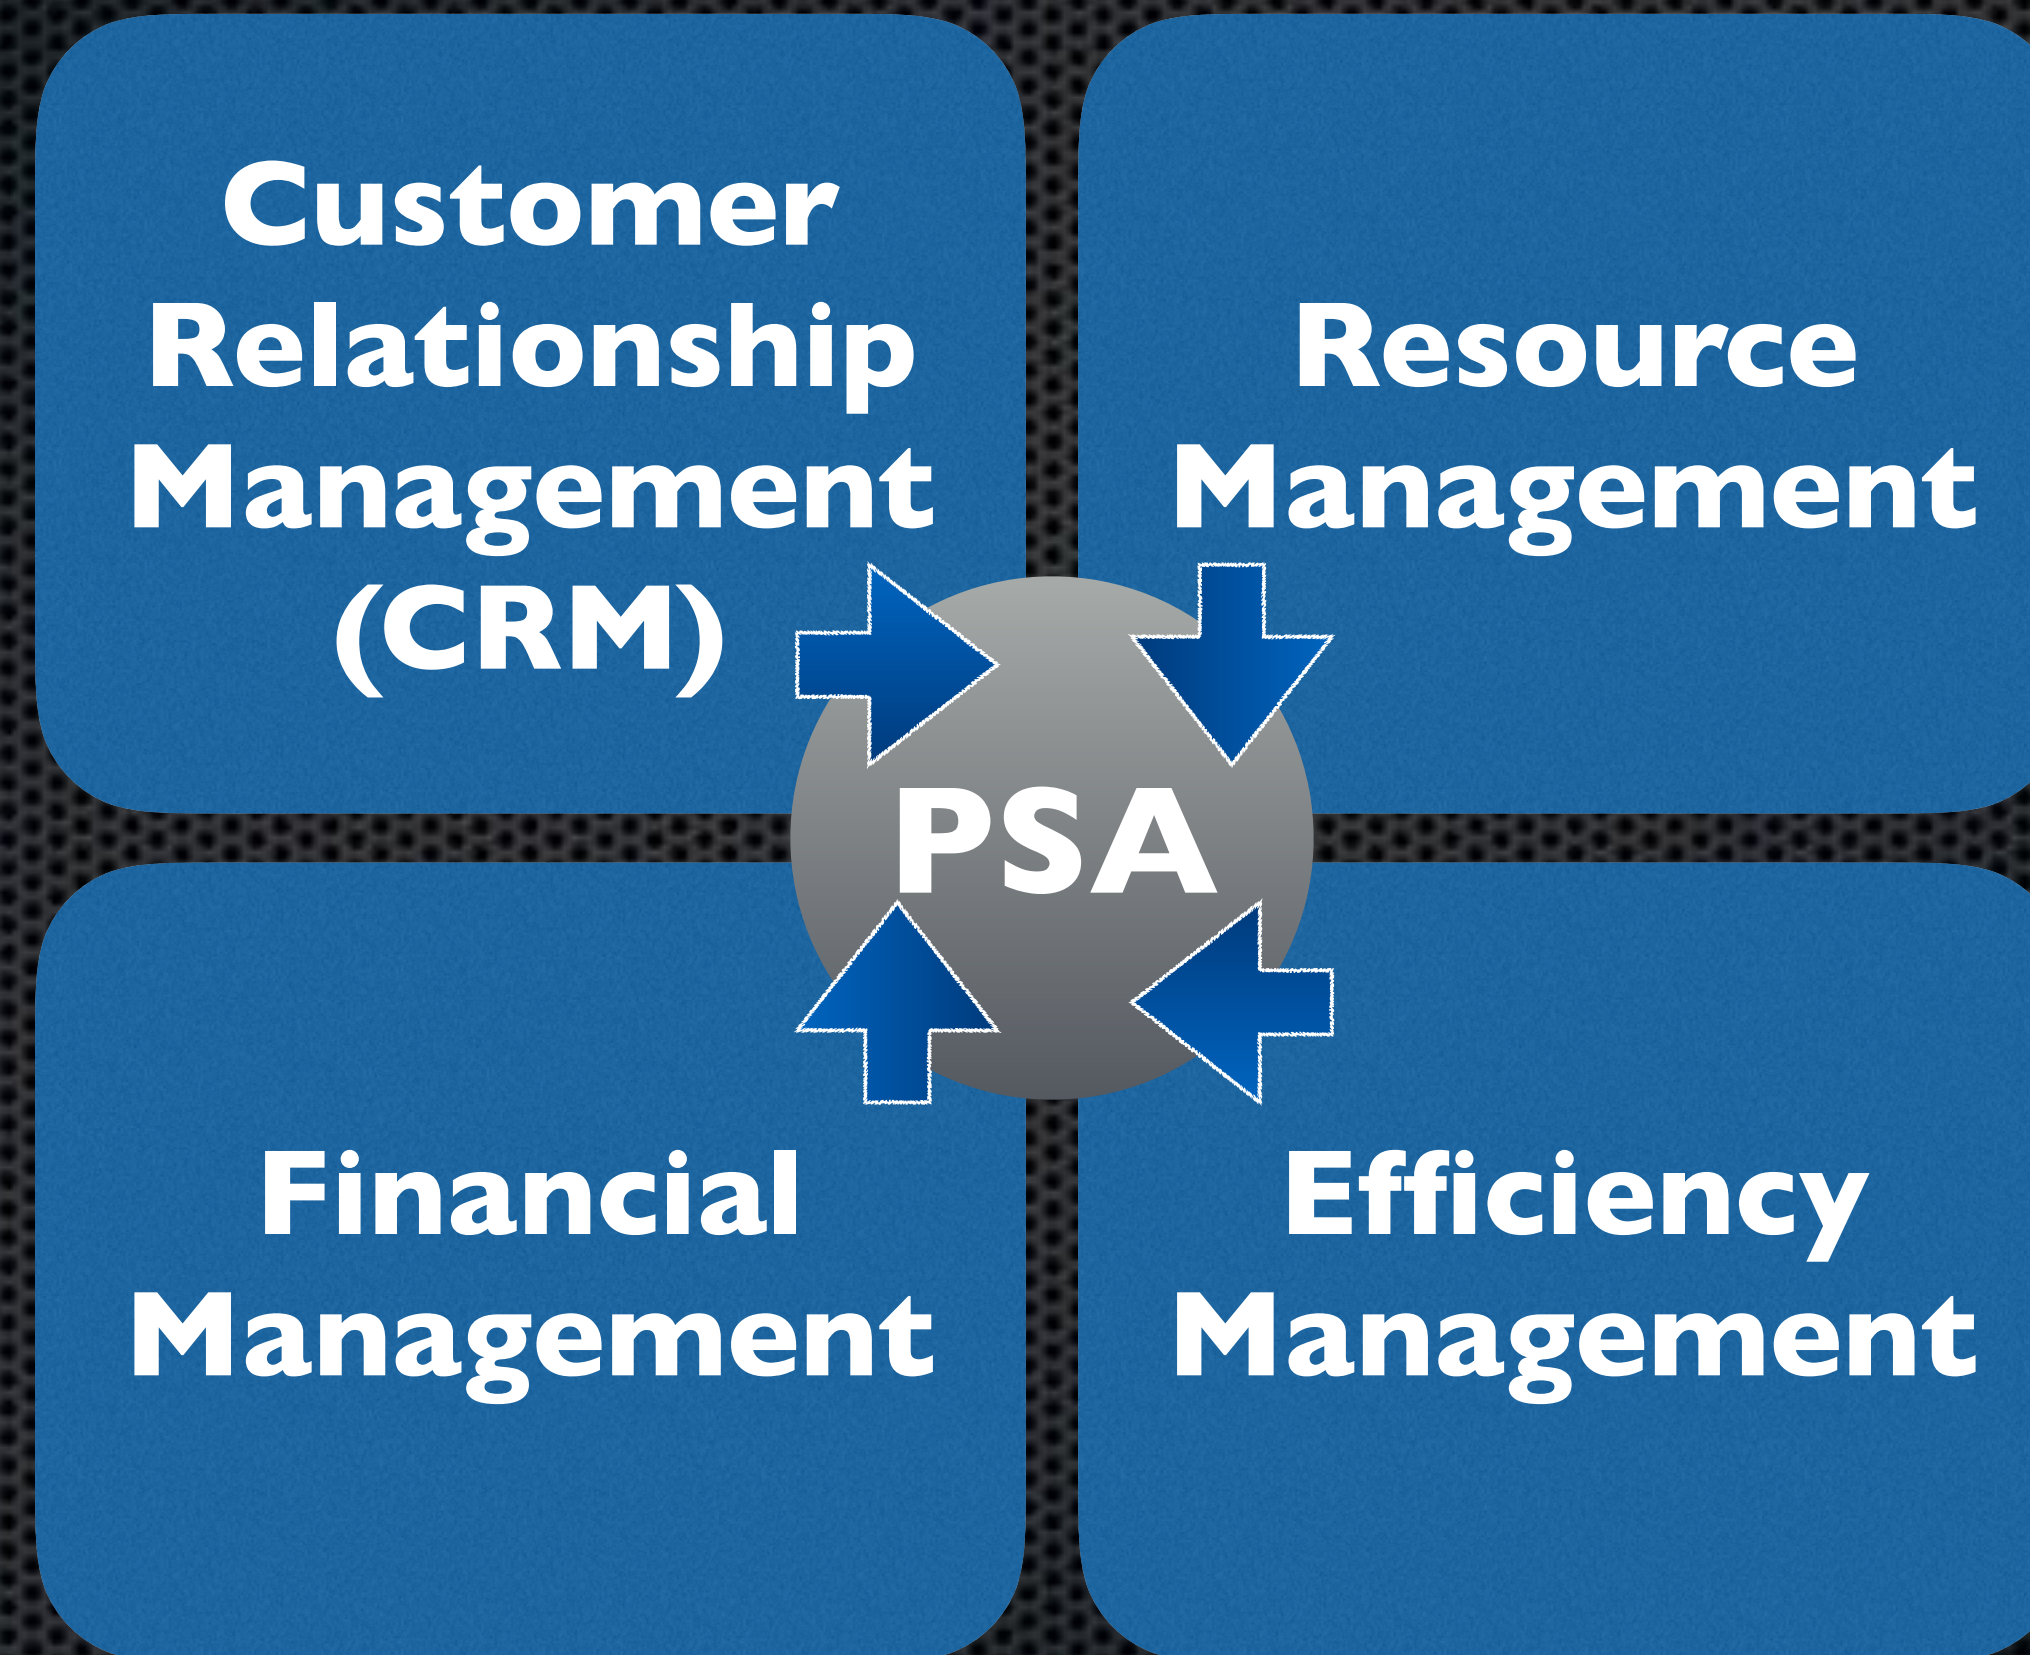 Customer
Relationship
Management
(CRM)
Resource
Management
PSA
Financial
Management
Efficiency
Management